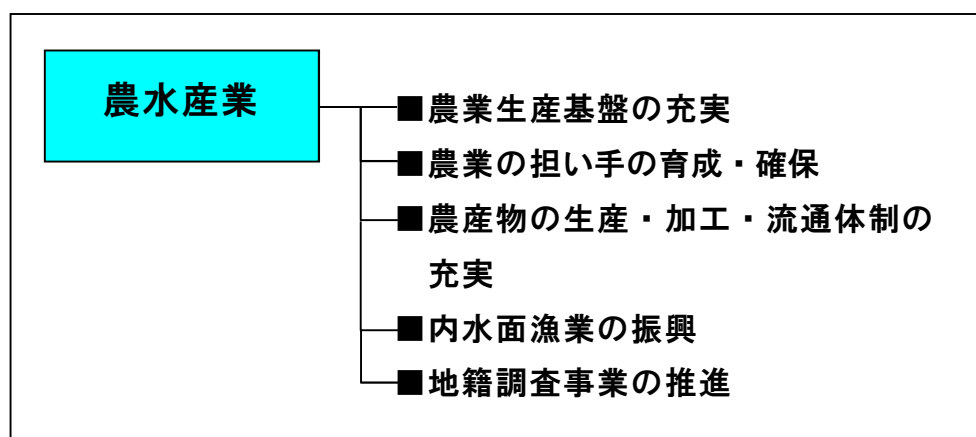 農水産業
■農業生産基盤の充実
■農業の担い手の育成・確保
■農産物の生産・加工・流通体制の
充実
■内水面漁業の振興
■地籍調査事業の推進